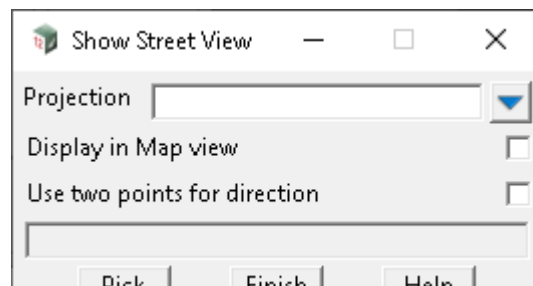 Show Street View
Projection
Display in Map view
Use two points for direction
Pick Finish Help